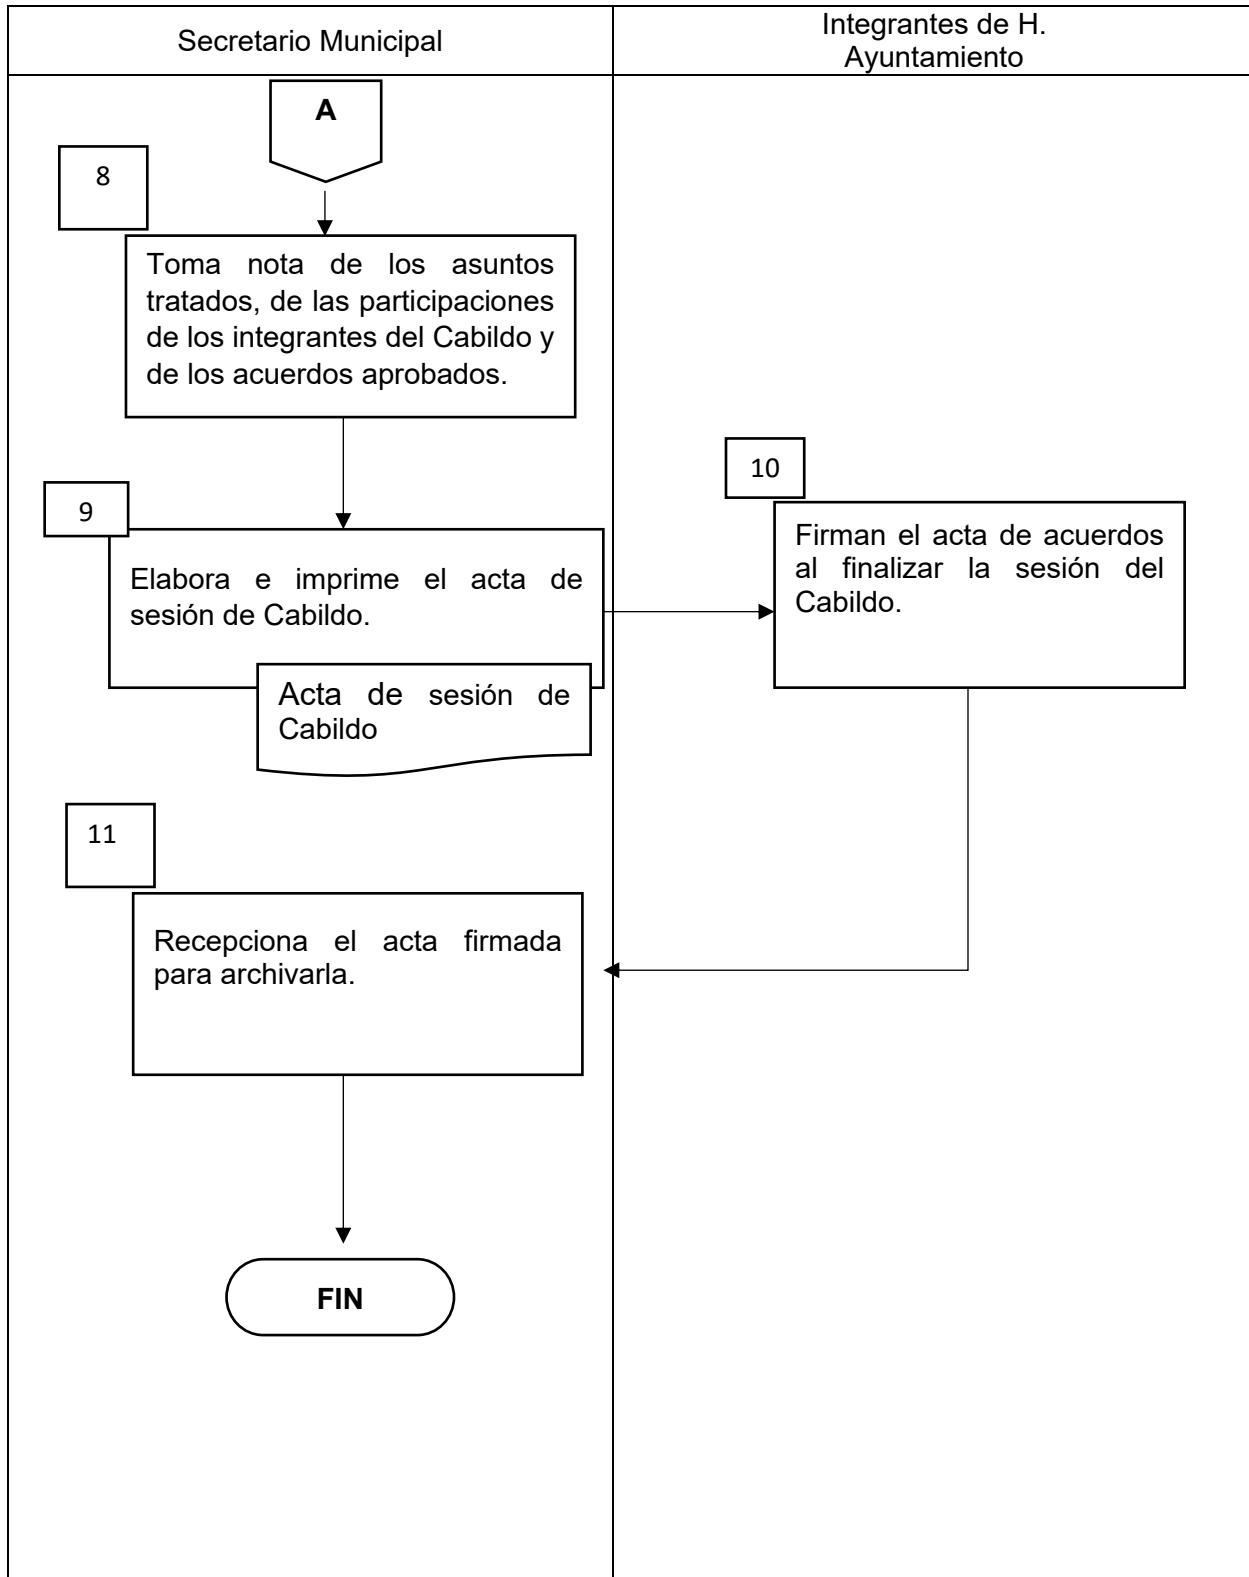 Secretario Municipal
Integrantes de H.
Ayuntamiento
A
8
Toma nota de los asuntos
tratados, de las participaciones
de los integrantes del Cabildo y
de los acuerdos aprobados.
9
Elabora e imprime el acta de
sesión de Cabildo.
Acta de sesión de
Cabildo
10
Firman el acta de acuerdos
al finalizar la sesión del
Cabildo.
11
Recepciona el acta firmada
para archivarla.
FIN